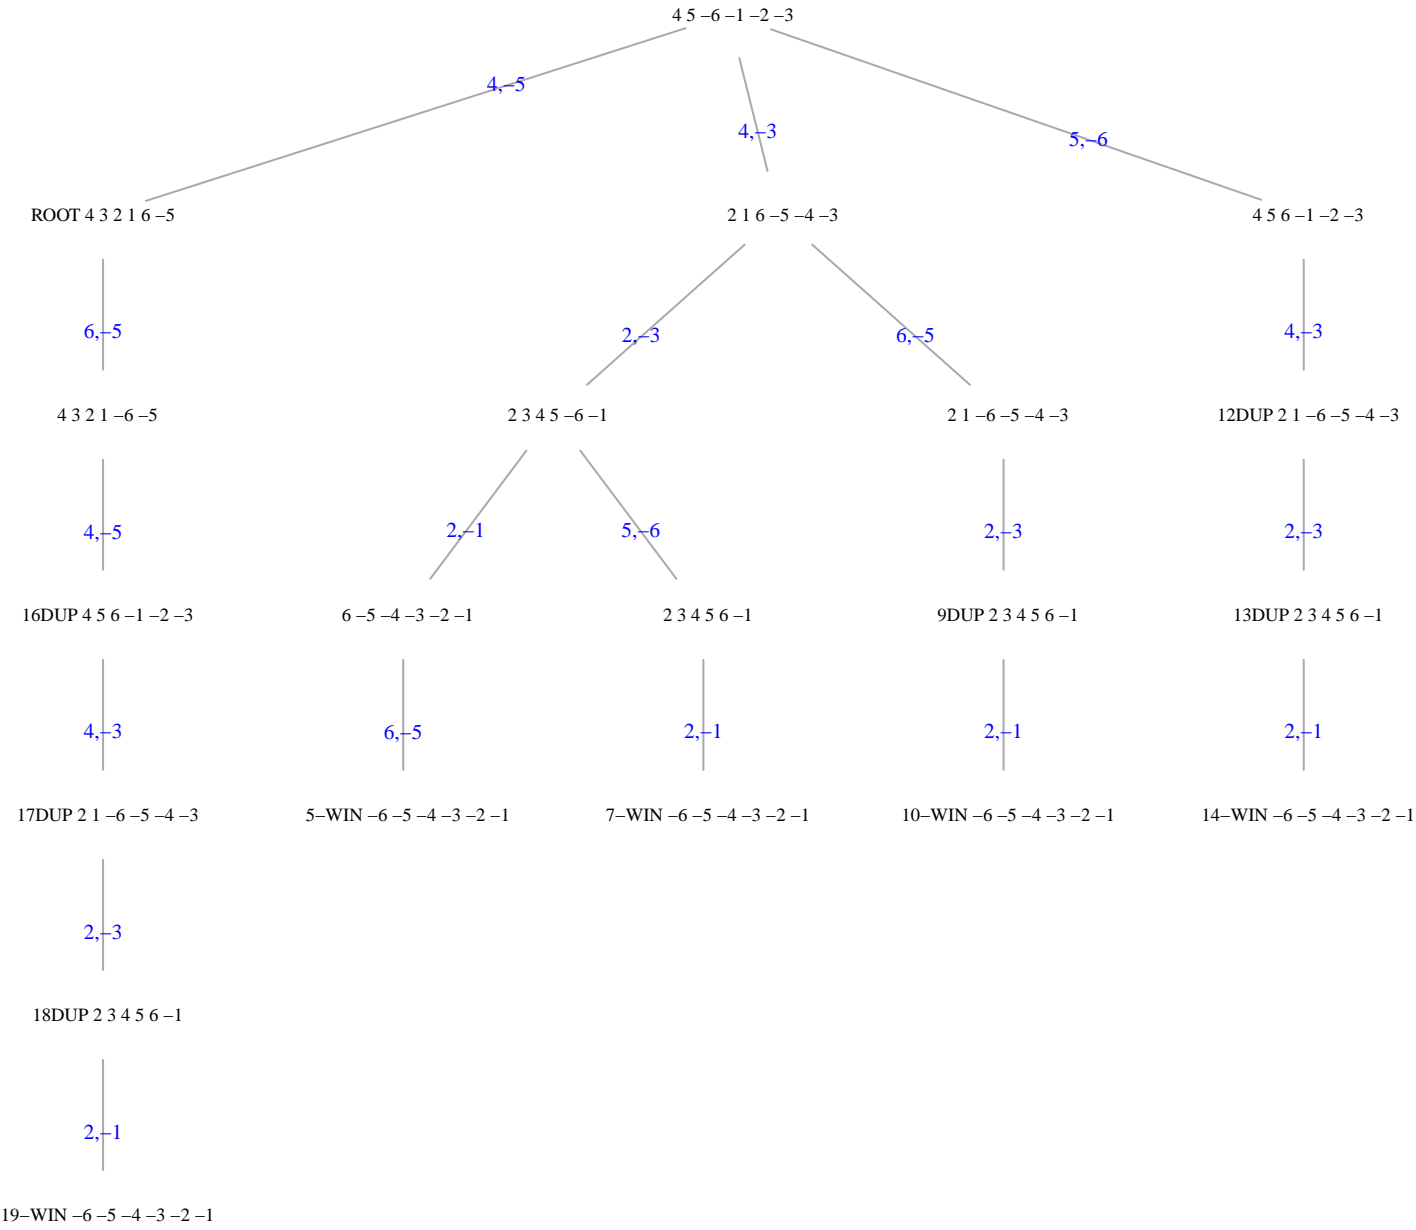 4 5 –6 –1 –2 –3
4,–5
4,–3
5,–6
ROOT 4 3 2 1 6 –5
2 1 6 –5 –4 –3
4 5 6 –1 –2 –3
6,–5
2,–3
6,–5
4,–3
4 3 2 1 –6 –5
2 3 4 5 –6 –1
2 1 –6 –5 –4 –3
12DUP 2 1 –6 –5 –4 –3
4,–5
2,–1
5,–6
2,–3
2,–3
16DUP 4 5 6 –1 –2 –3
6 –5 –4 –3 –2 –1
2 3 4 5 6 –1
9DUP 2 3 4 5 6 –1
13DUP 2 3 4 5 6 –1
4,–3
6,–5
2,–1
2,–1
2,–1
17DUP 2 1 –6 –5 –4 –3
5–WIN –6 –5 –4 –3 –2 –1
7–WIN –6 –5 –4 –3 –2 –1
10–WIN –6 –5 –4 –3 –2 –1
14–WIN –6 –5 –4 –3 –2 –1
2,–3
18DUP 2 3 4 5 6 –1
2,–1
19–WIN –6 –5 –4 –3 –2 –1